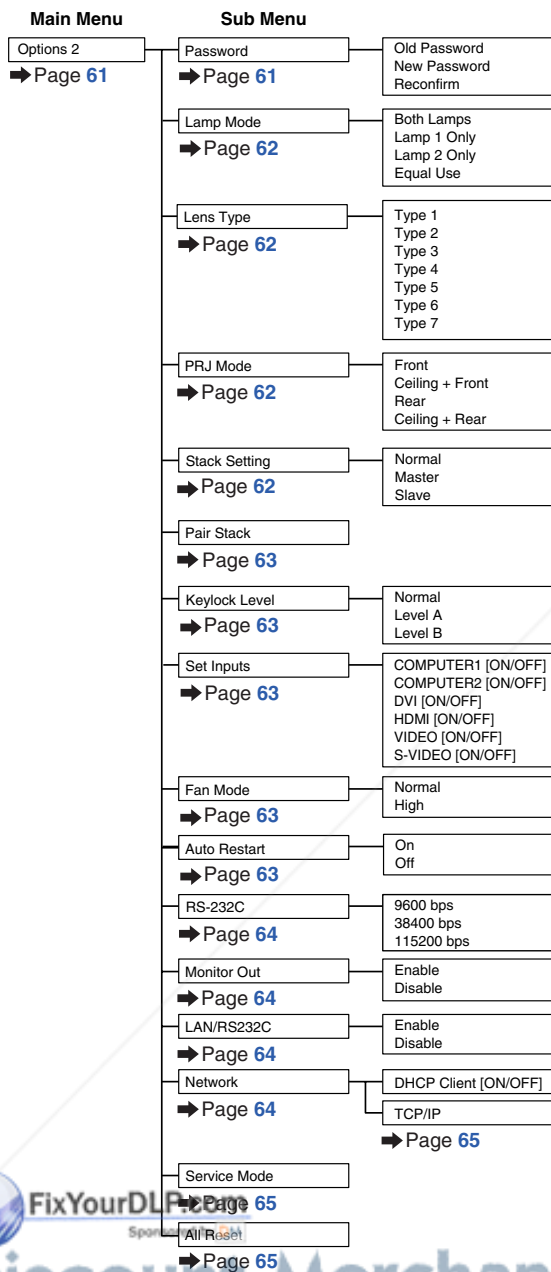 Main Menu
Sub Menu
Options 2
Page 61
Password
Page 61
Old Password
New Password
Reconfirm
Lamp Mode
Page 62
Both Lamps
Lamp 1 Only
Lamp 2 Only
Equal Use
Lens Type
Page 62
Type 1
Type 2
Type 3
Type 4
Type 5
Type 6
Type 7
PRJ Mode
Page 62
Front
Ceiling + Front
Rear
Ceiling + Rear
Stack Setting
Page 62
Normal
Master
Slave
Pair Stack
Page 63
Keylock Level
Page 63
Normal
Level A
Level B
Set Inputs
Page 63
COMPUTER1 [ON/OFF]
COMPUTER2 [ON/OFF]
DVI [ON/OFF]
HDMI [ON/OFF]
VIDEO [ON/OFF]
S-VIDEO [ON/OFF]
Fan Mode
Page 63
Normal
High
Auto Restart
Page 63
On
Off
RS-232C
Page 64
9600 bps
38400 bps
115200 bps
Monitor Out
Page 64
Enable
Disable
LAN/RS232C
Page 64
Enable
Disable
Network
Page 64
DHCP Client [ON/OFF]
TCP/IP
Page 65
Service Mode
Page 65
FixYourDLP.com
All Reset
Page 65